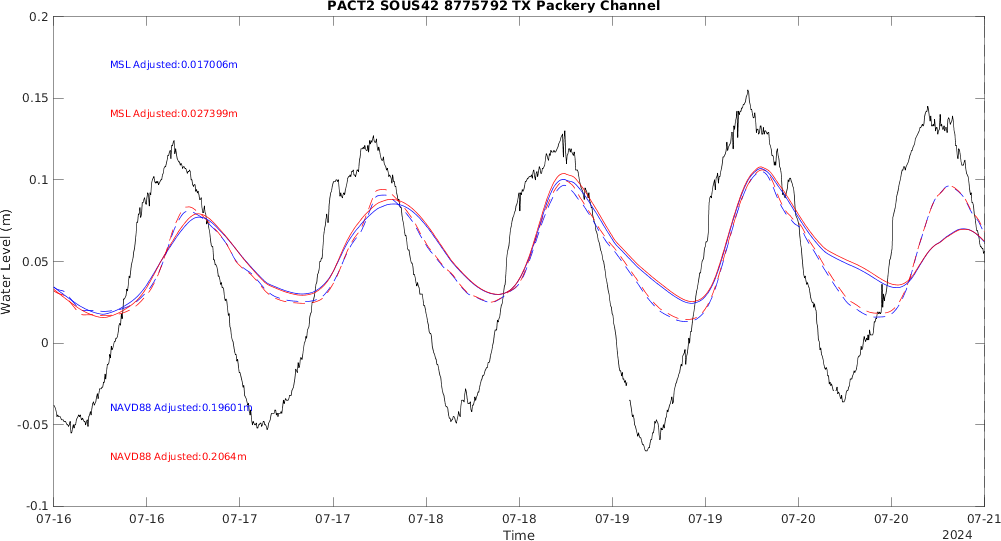 PACT2 SOUS42 8775792 TX Packery Channel
0.2
MSL Adjusted:0.017006m
0.15
MSL Adjusted:0.027399m
0.1
Water Level (m)
0.05
0
NAVD88 Adjusted:0.19601m
-0.05
NAVD88 Adjusted:0.2064m
-0.1
07-16 07-16 07-17 07-17 07-18 07-18 07-19 07-19 07-20 07-20 07-21
Time
2024